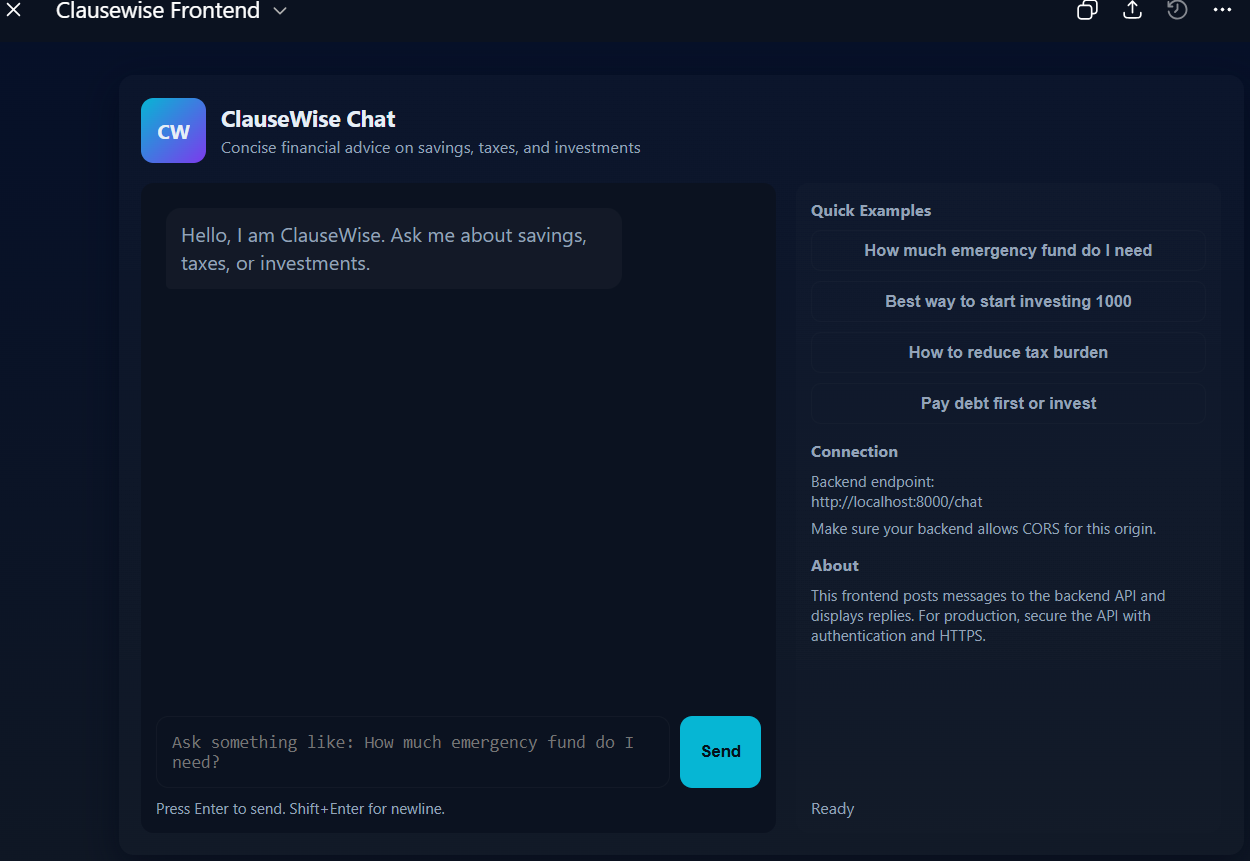 Clausewise Frontend
CW
ClauseWise Chat
Concise financial advice on savings, taxes, and investments
Hello, I am ClauseWise. Ask me about savings,
taxes, or investments.
Ask something like: How much emergency fund do I
need?
Send
Press Enter to send. Shift+Enter for newline.
Quick Examples
How much emergency fund do I need
Best way to start investing 1000
How to reduce tax burden
Pay debt first or invest
Connection
Backend endpoint:
http://localhost:8000/chat
Make sure your backend allows CORS for this origin.
About
This frontend posts messages to the backend API and
displays replies. For production, secure the API with
authentication and HTTPS.
Ready